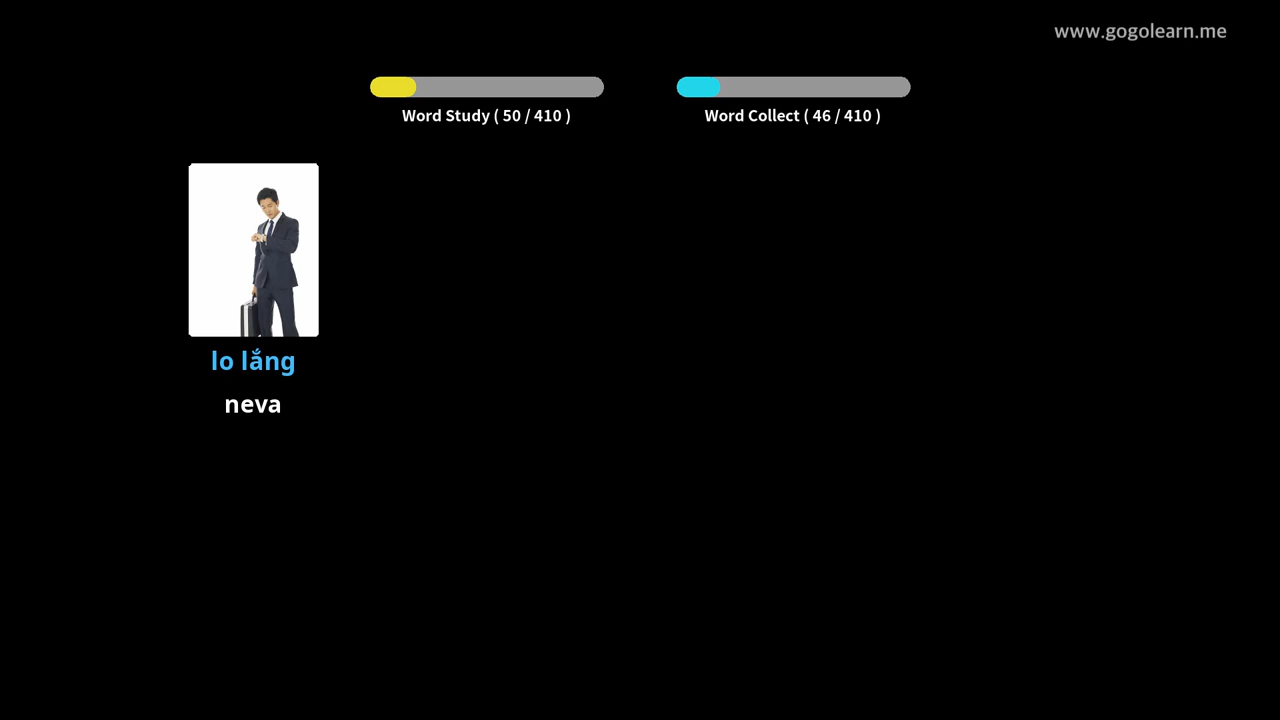 www.gogolearn.me
Word Study ( 50 / 410 )
Word Collect ( 46 / 410 )
lo lắng
neva